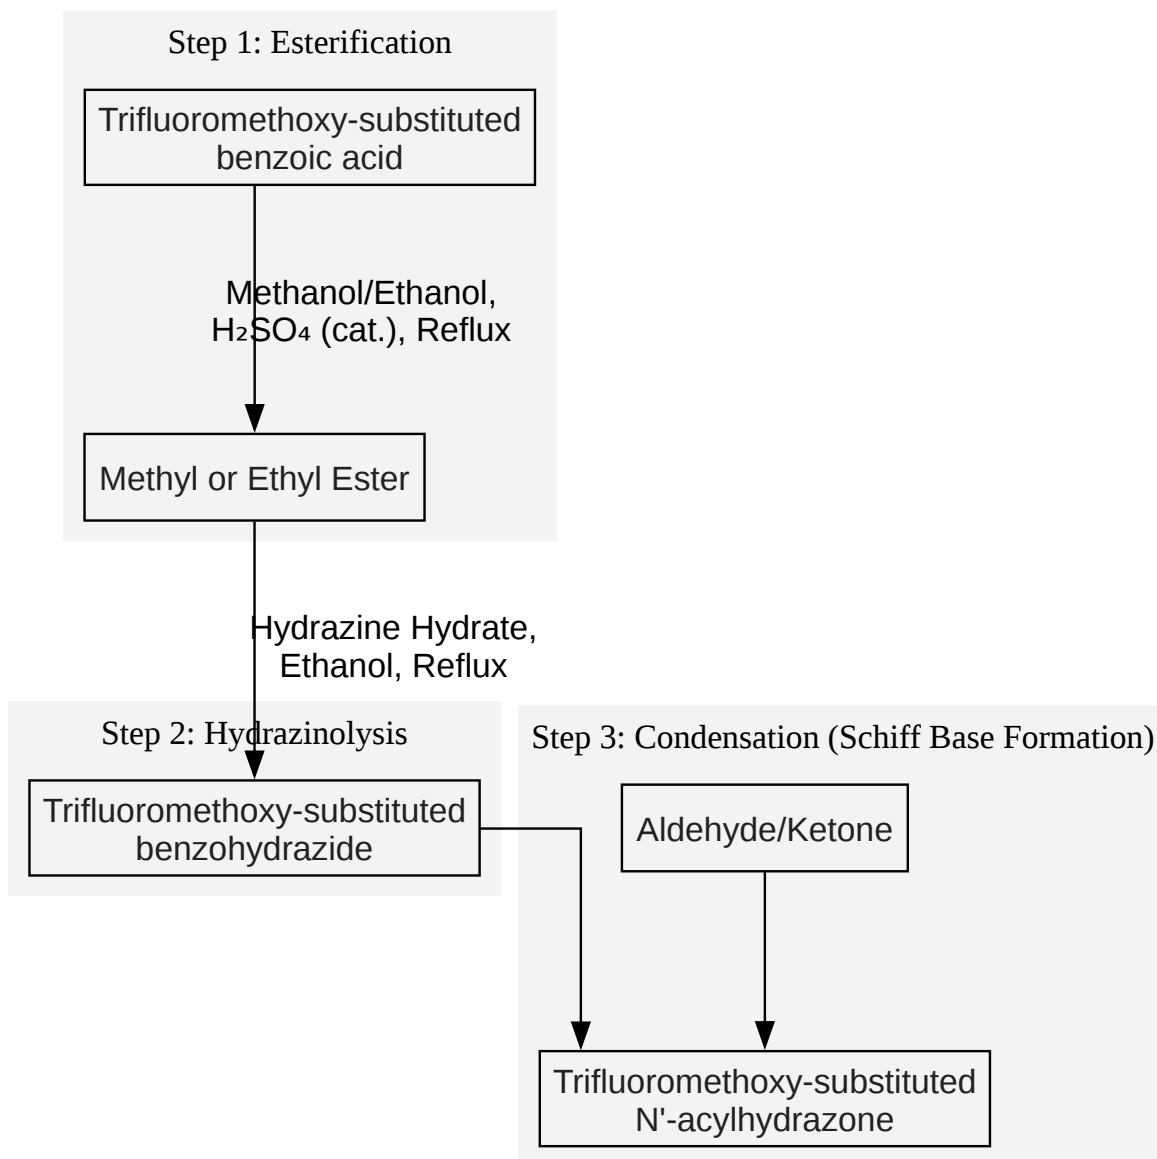 Step 1: Esterification
Trifluoromethoxy-substituted
benzoic acid
Methanol/Ethanol,
H₂SO₄ (cat.), Reflux
Methyl or Ethyl Ester
Hydrazine Hydrate,
Ethanol, Reflux
Step 2: Hydrazinolysis
Trifluoromethoxy-substituted
benzohydrazide
Step 3: Condensation (Schiff Base Formation)
Aldehyde/Ketone
Trifluoromethoxy-substituted
N'-acylhydrazone